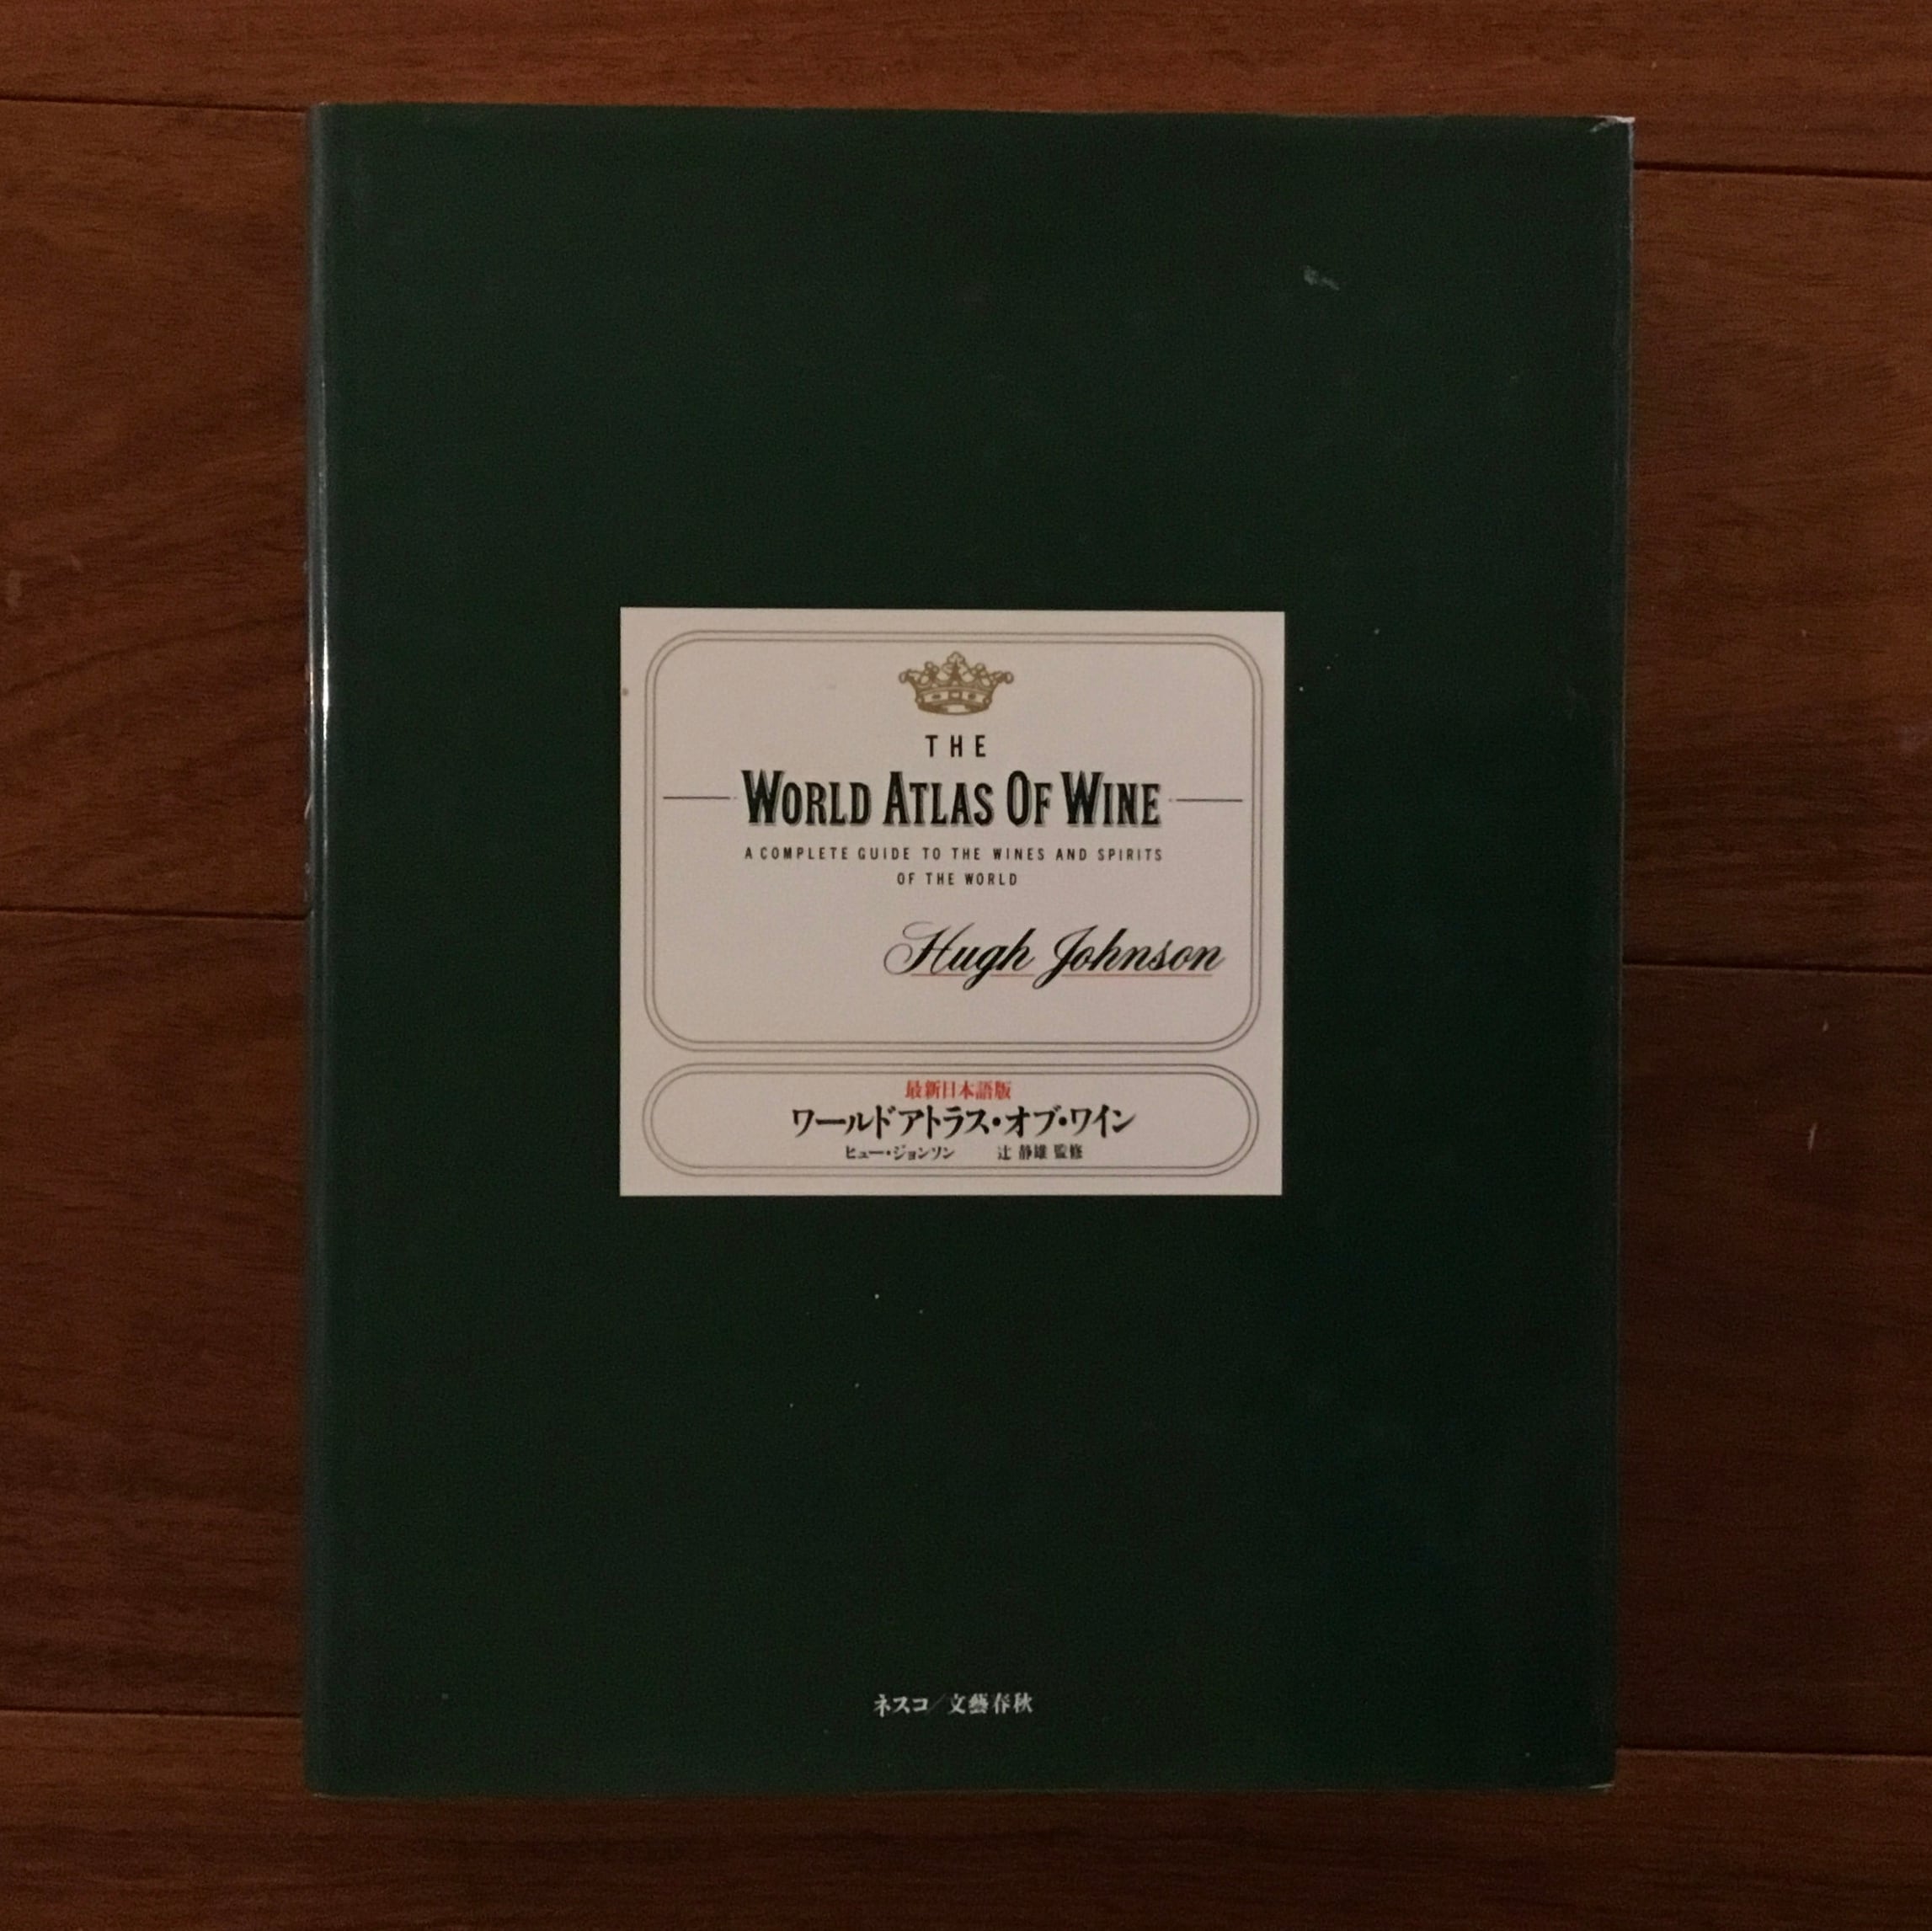 THE
WORLD ATLAS OF WINE
A COMPLETE GUIDE TO THE WINES AND SPIRITS
OF THE WORLD
Hugh Johnson
最新日本語版
ワールドアトラス・オブ・ワイン
ヒュー・ジョンソン　辻 静雄 監修
ネスコ/文藝春秋